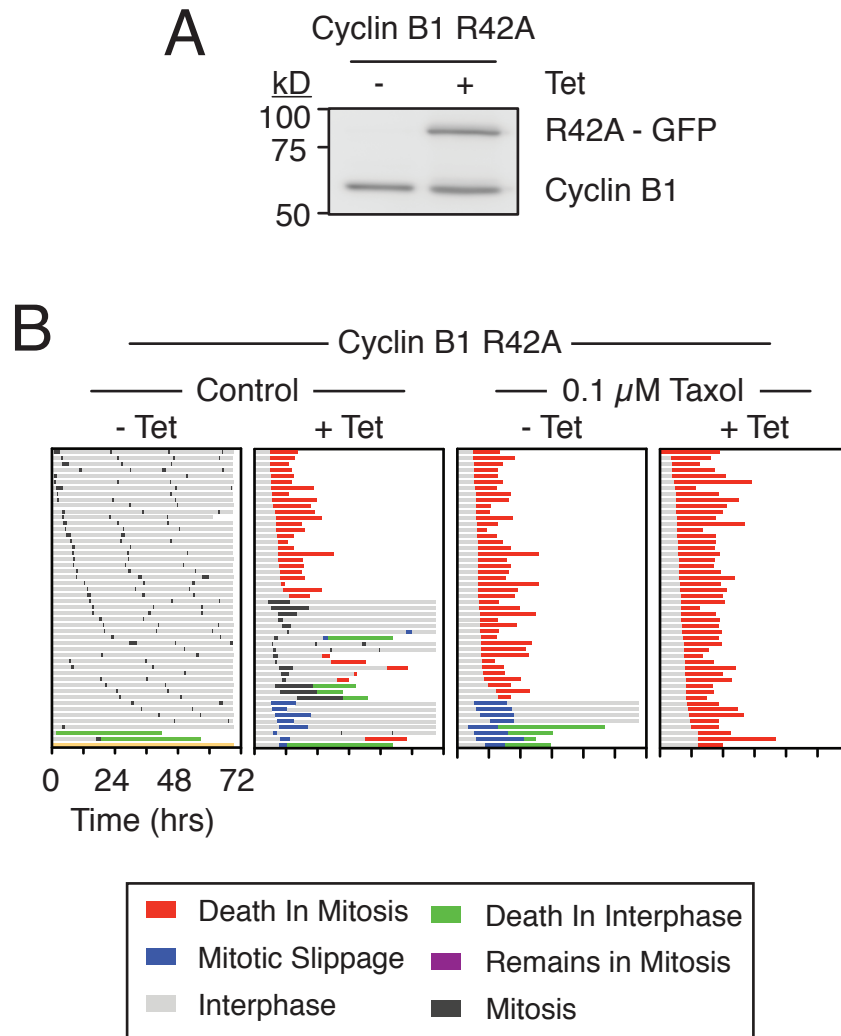 A
Cyclin B1 R42A
kD - + Tet
100
R42A - GFP
75
Cyclin B1
50
B
Cyclin B1 R42A
Control 0.1 µM Taxol
- Tet + Tet - Tet + Tet
0 24 48 72
Time (hrs)
Death In Mitosis Death In Interphase
Mitotic Slippage Remains in Mitosis
Interphase Mitosis